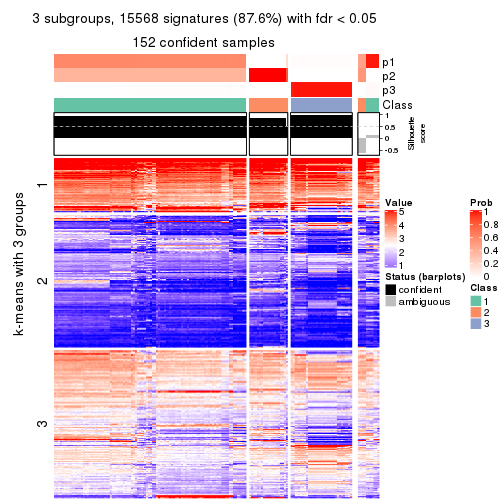 3 subgroups, 15568 signatures (87.6%) with fdr < 0.05
152 confident samples
p1
p2
p3
Class
1
0.5
0
-0.5
Silhouette
score
k-means with 3 groups
1
2
3
Value
5
4
3
2
1
Status (barplots)
confident
ambiguous
Prob
1
0.8
0.6
0.4
0.2
0
Class
1
2
3